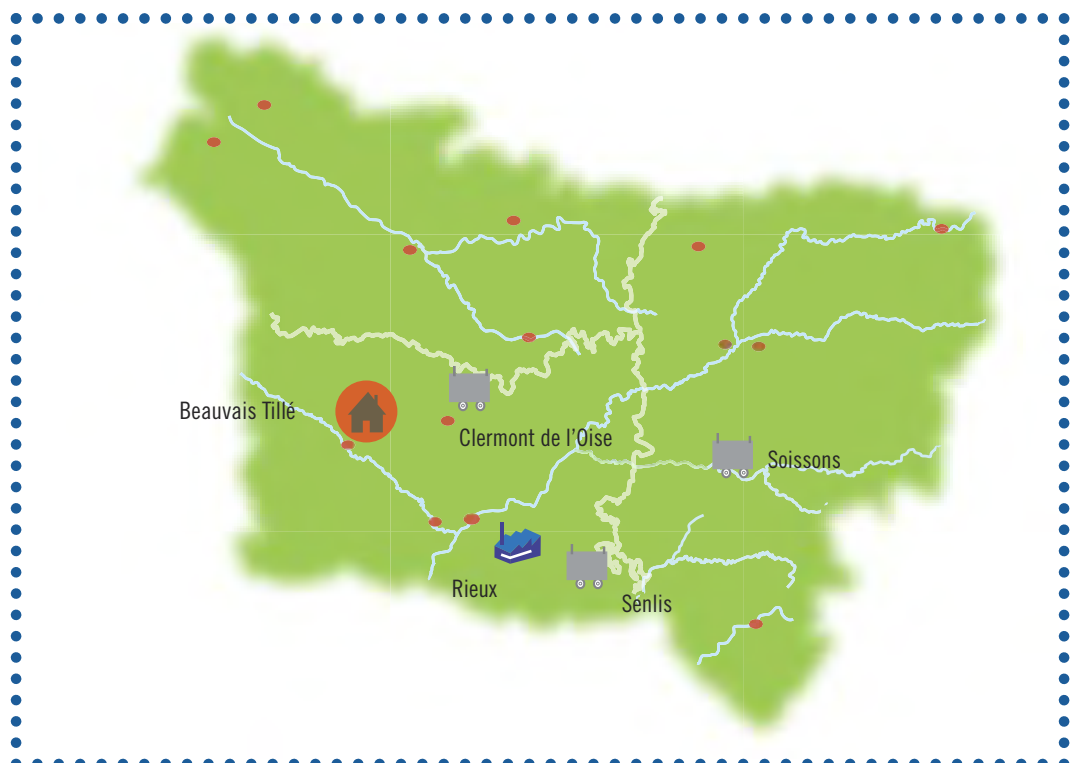 Beauvais Tillé
Clermont de l'Oise
Soissons
Rieux
Senlis